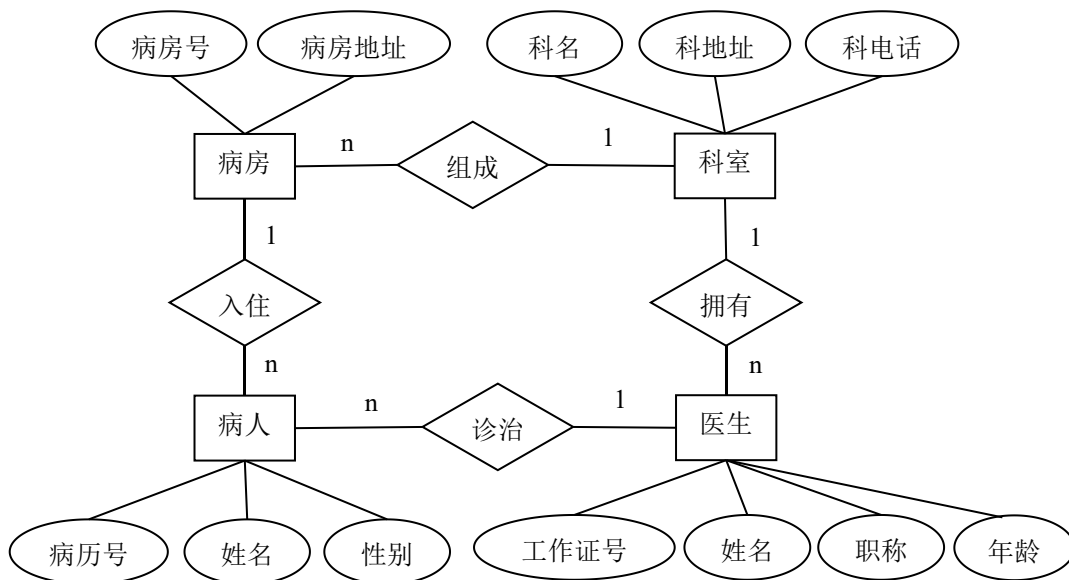 病房号 病房地址 科名 科地址 科电话
病房 n 组成 1 科室
1 1
入住 拥有
n n
病人 n 诊治 1 医生
病历号 姓名 性别 工作证号 姓名 职称 年龄